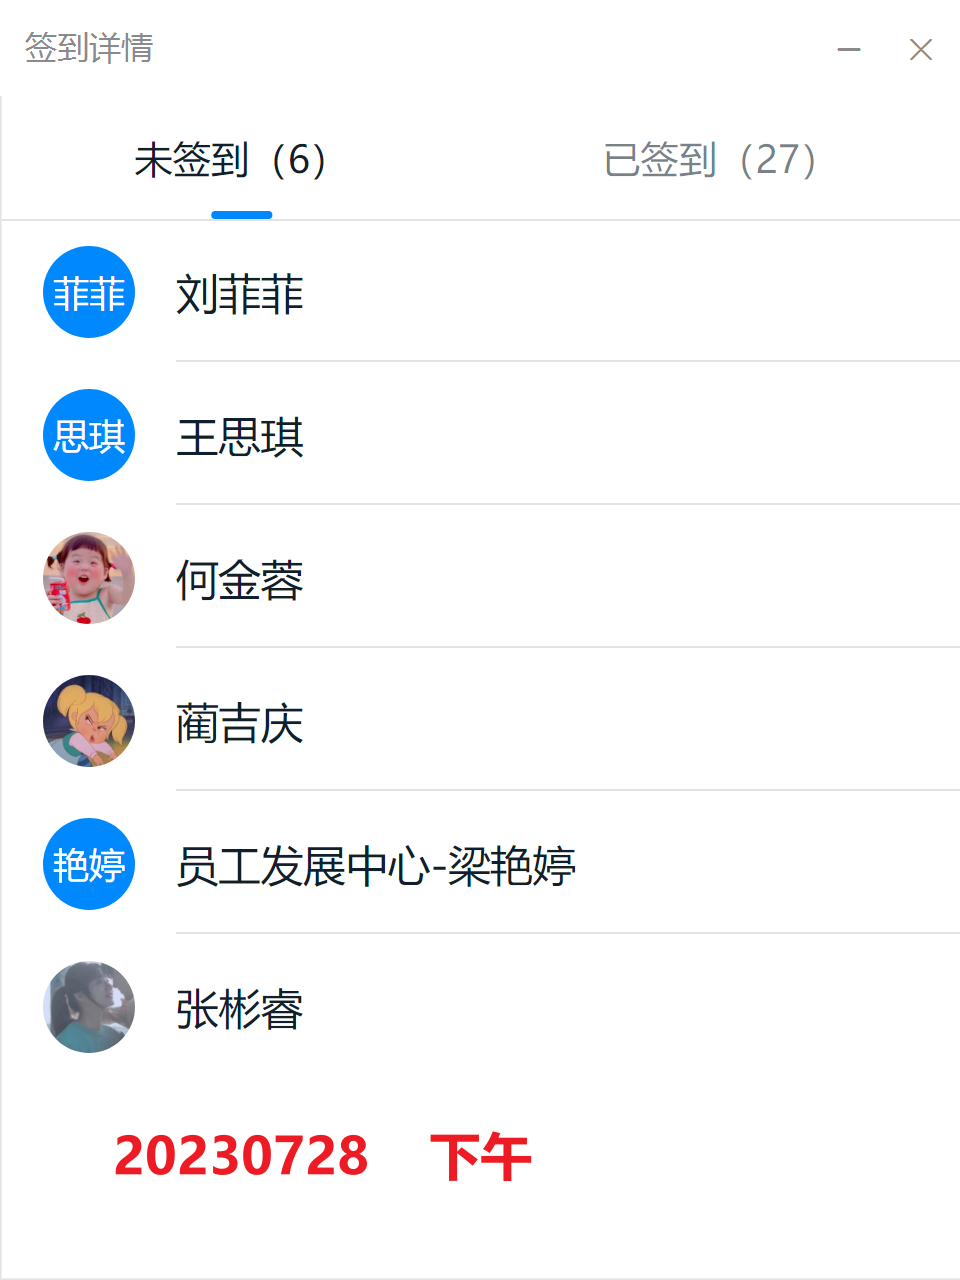 签到详情
未签到（6） 已签到（27）
菲菲 刘菲菲
思琪 王思琪
何金蓉
蔺吉庆
艳婷 员工发展中心-梁艳婷
张彬睿
20230728 下午